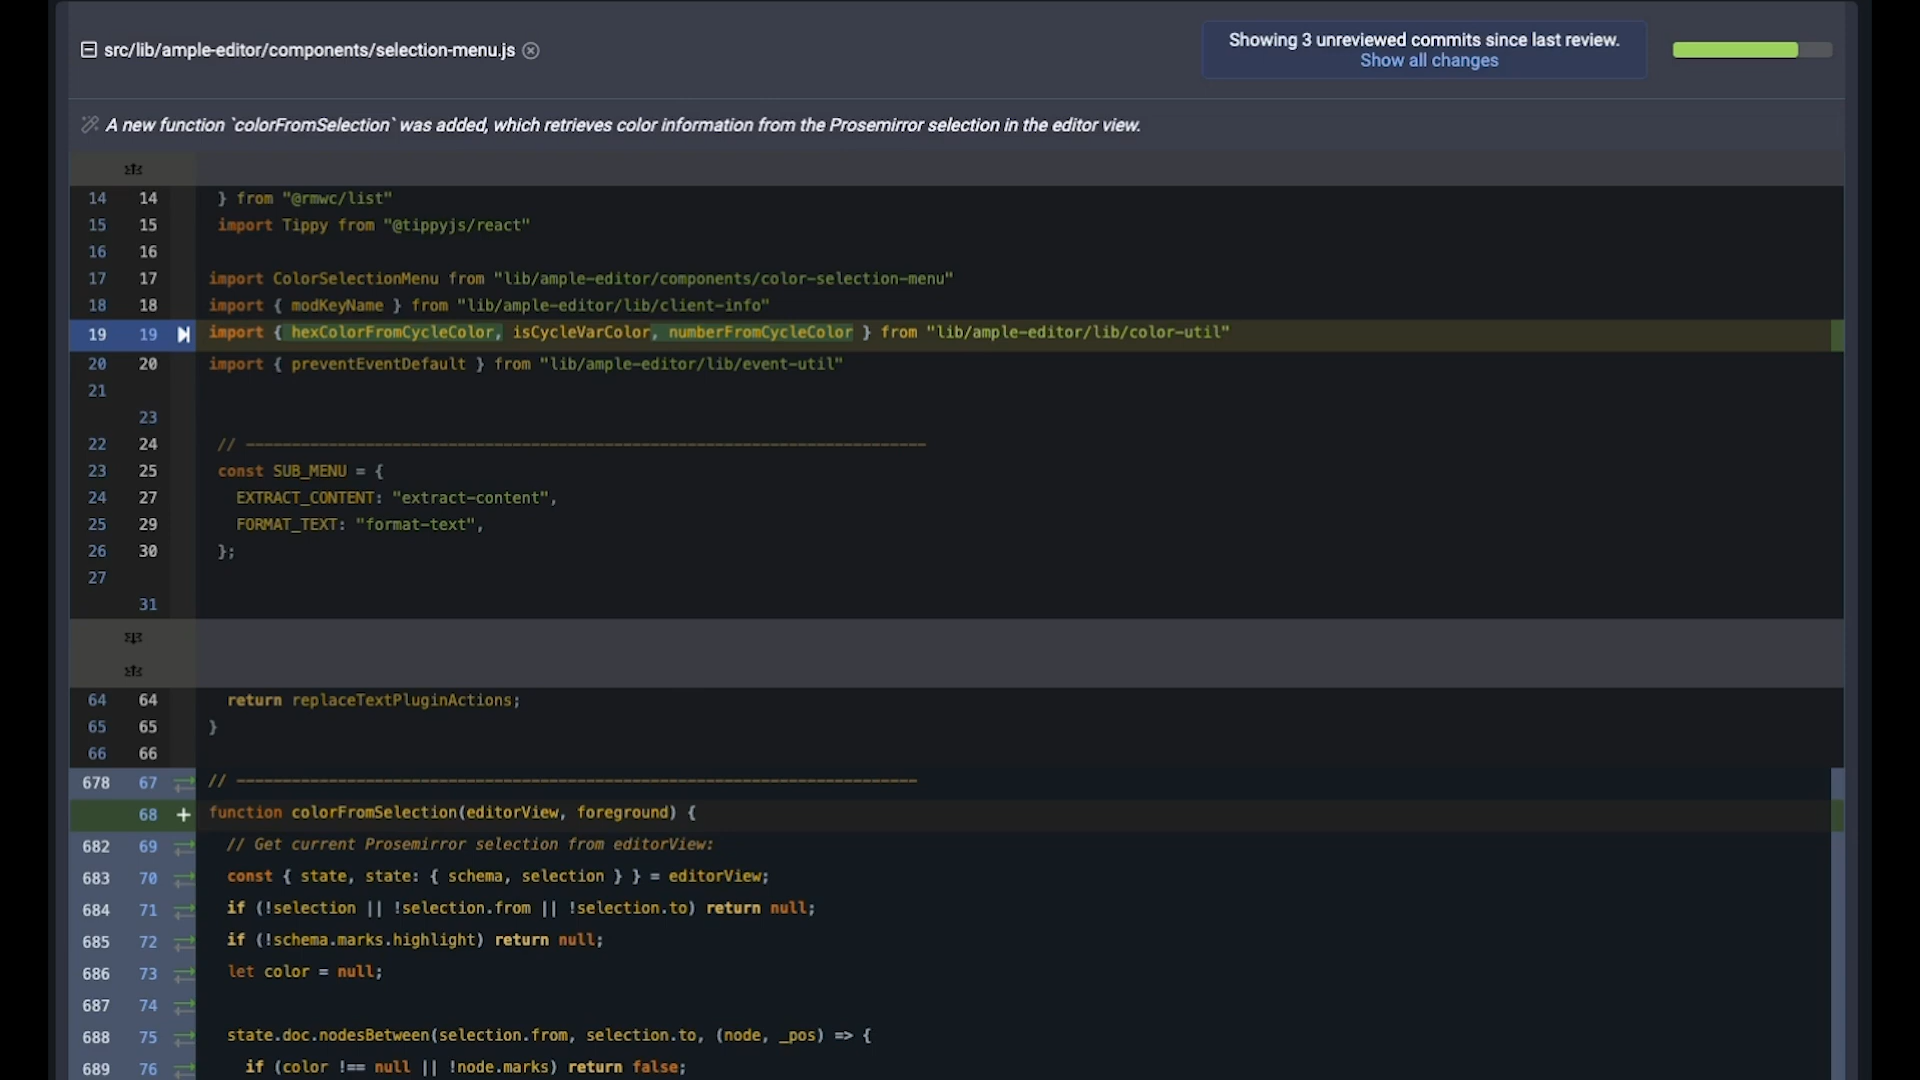 src/lib/ample-editor/components/selection-menu.js
Showing 3 unreviewed commits since last review.
Show all changes
A new function `colorFromSelection` was added, which retrieves color information from the Prosemirror selection in the editor view.
14 14 } from "@rmwc/list"
15 15 import Tippy from "@tippyjs/react"
16 16
17 17 import ColorSelectionMenu from "lib/ample-editor/components/color-selection-menu"
18 18 import { modKeyName } from "lib/ample-editor/lib/client-info"
19 19 import { hexColorFromCycleColor, isCycleVarColor, numberFromCycleColor } from "lib/ample-editor/lib/color-util"
20 20 import { preventEventDefault } from "lib/ample-editor/lib/event-util"
21
23
22 24 // --------------------------------------------------------------------------
23 25 const SUB_MENU = {
24 27 EXTRACT_CONTENT: "extract-content",
25 29 FORMAT_TEXT: "format-text",
26 30 };
27
31
64 64 return replaceTextPluginActions;
65 65 }
66 66
678 67 // --------------------------------------------------------------------------
68 + function colorFromSelection(editorView, foreground) {
682 69 // Get current Prosemirror selection from editorView:
683 70 const { state, state: { schema, selection } } = editorView;
684 71 if (!selection || !selection.from || !selection.to) return null;
685 72 if (!schema.marks.highlight) return null;
686 73 let color = null;
687 74
688 75 state.doc.nodesBetween(selection.from, selection.to, (node, _pos) => {
689 76 if (color !== null || !node.marks) return false;